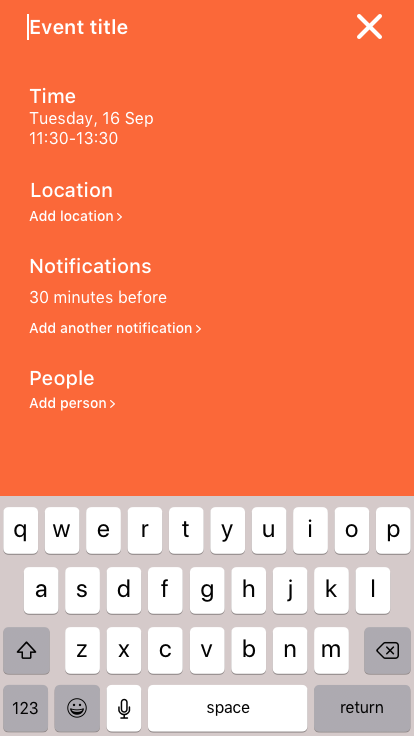 Event title
Time
Tuesday, 16 Sep
11:30-13:30
Location
Add location >
Notifications
30 minutes before
Add another notification >
People
Add person >
q w e r t y u i o p
a s d f g h j k l
z x c v b n m
123 space return